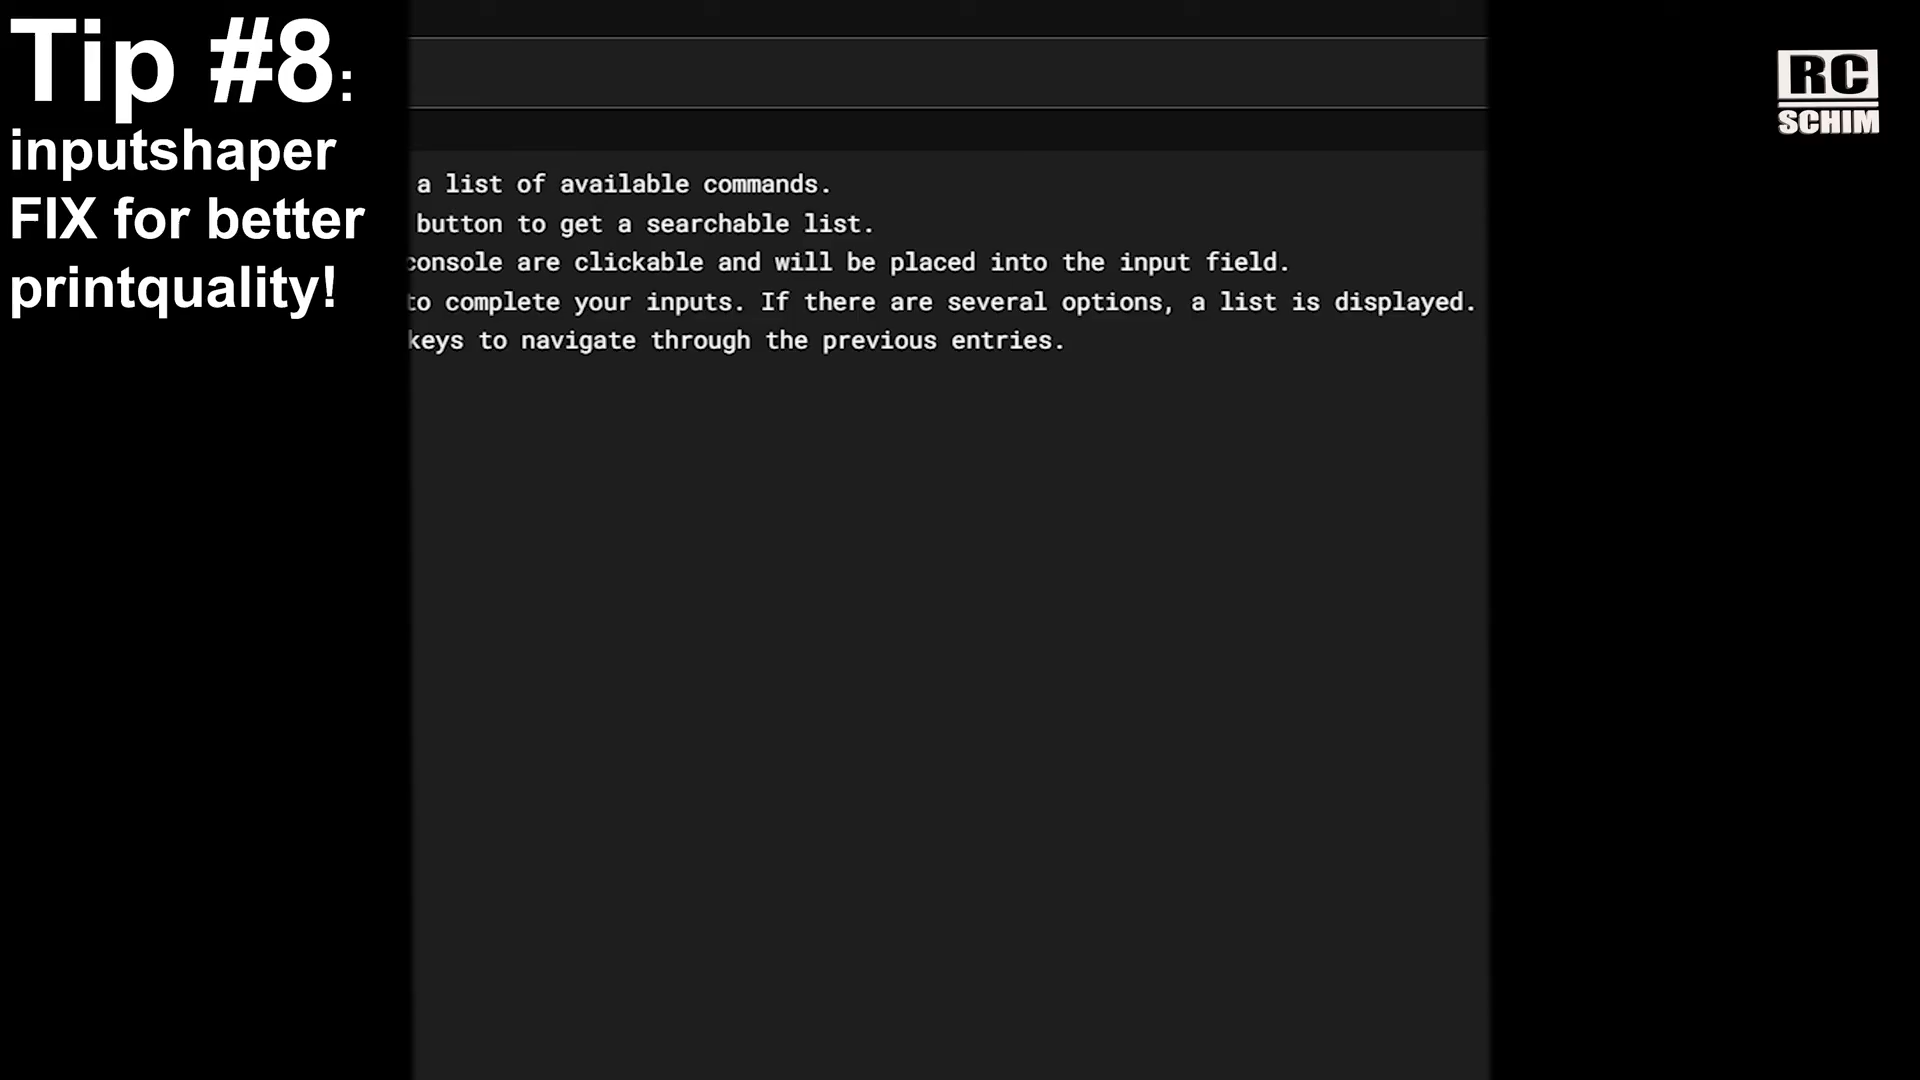 Tip #8:
inputshaper
FIX for better
printquality!
RC
SCHIM
a list of available commands.
button to get a searchable list.
console are clickable and will be placed into the input field.
to complete your inputs. If there are several options, a list is displayed.
keys to navigate through the previous entries.